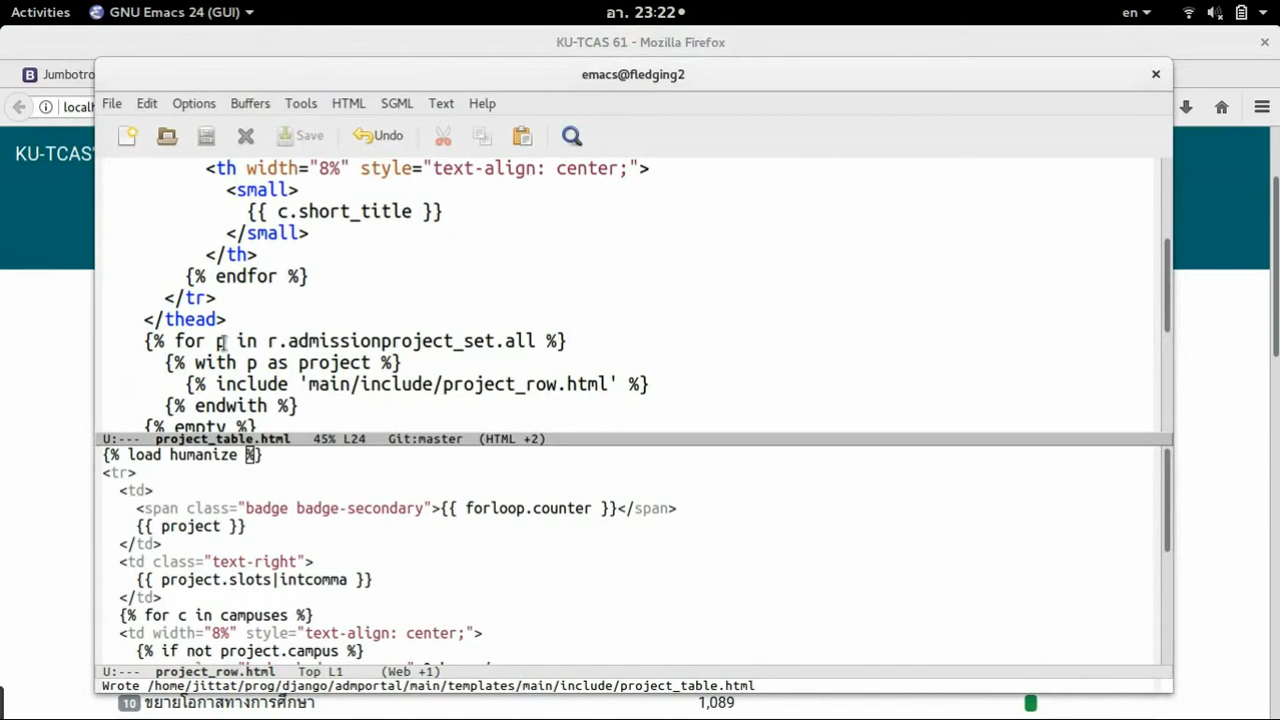 Activities GNU Emacs 24 (GUI) อา. 23:22 en
KU-TCAS 61 - Mozilla Firefox
Jumbotro
emacs@fledging2
File Edit Options Buffers Tools HTML SGML Text Help
localh
Save Undo
KU-TCAS
<th width="8%" style="text-align: center;">
<small>
{{ c.short_title }}
</small>
</th>
{% endfor %}
</tr>
</thead>
{% for p in r.admissionproject_set.all %}
{% with p as project %}
{% include 'main/include/project_row.html' %}
{% endwith %}
{% empty %}
U:--- project_table.html 45% L24 Git:master (HTML +2)
{% load humanize %}
<tr>
<td>
<span class="badge badge-secondary">{{ forloop.counter }}</span>
{{ project }}
</td>
<td class="text-right">
{{ project.slots|intcomma }}
</td>
{% for c in campuses %}
<td width="8%" style="text-align: center;">
{% if not project.campus %}
U:--- project_row.html Top L1 (Web +1)
Wrote /home/jittat/prog/django/admportal/main/templates/main/include/project_table.html
10 ขยายโอกาสทางการศึกษา 1,089